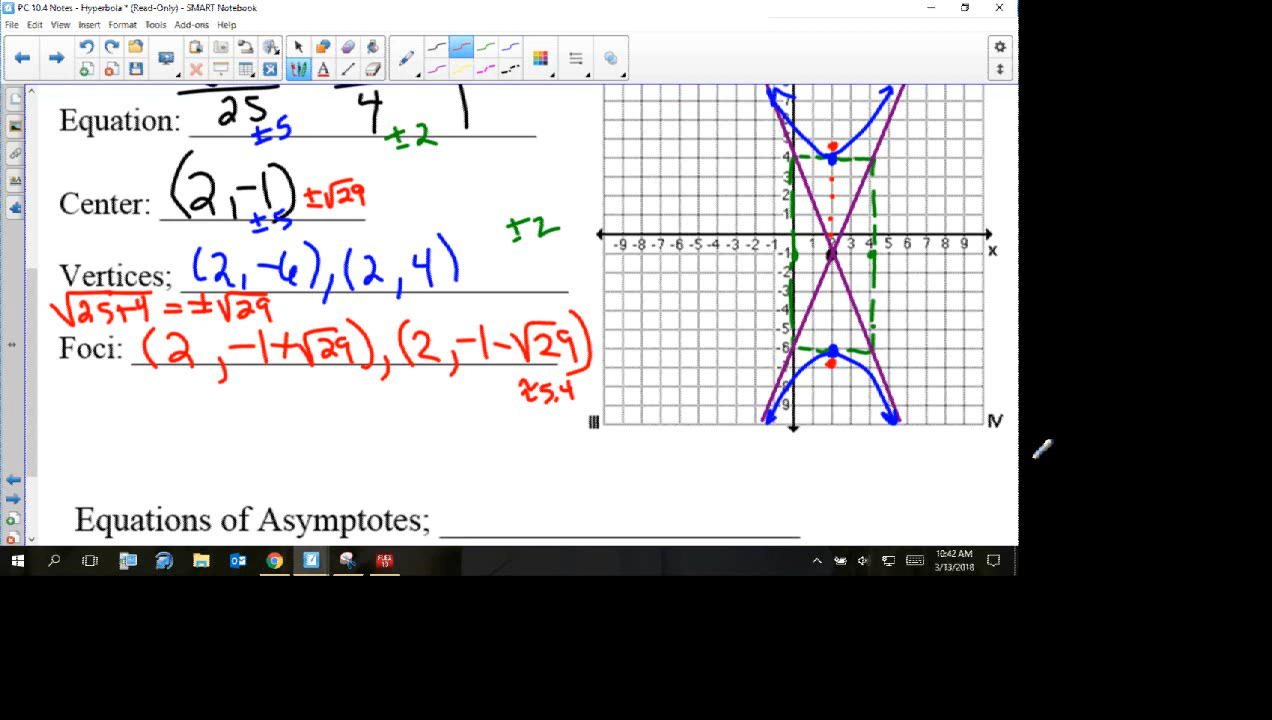 PC 10.4 Notes - Hyperbola * (Read-Only) - SMART Notebook
File Edit View Insert Format Tools Add-ons Help
Equation: 25 4 1
±5 ±2
Center: (2,-1) ±√29
±5 ±2
Vertices; (2,-6),(2,4)
√25+4 = ±√29
Foci: (2,-1+√29),(2,-1-√29)
≈5.4
Equations of Asymptotes;
7
4
2
1
-9 -8 -7 -6 -5 -4 -3 -2 -1 1 2 3 4 5 6 7 8 9 X
-1
-2
-4
-5
-6
9
III IV
10:42 AM
3/13/2018